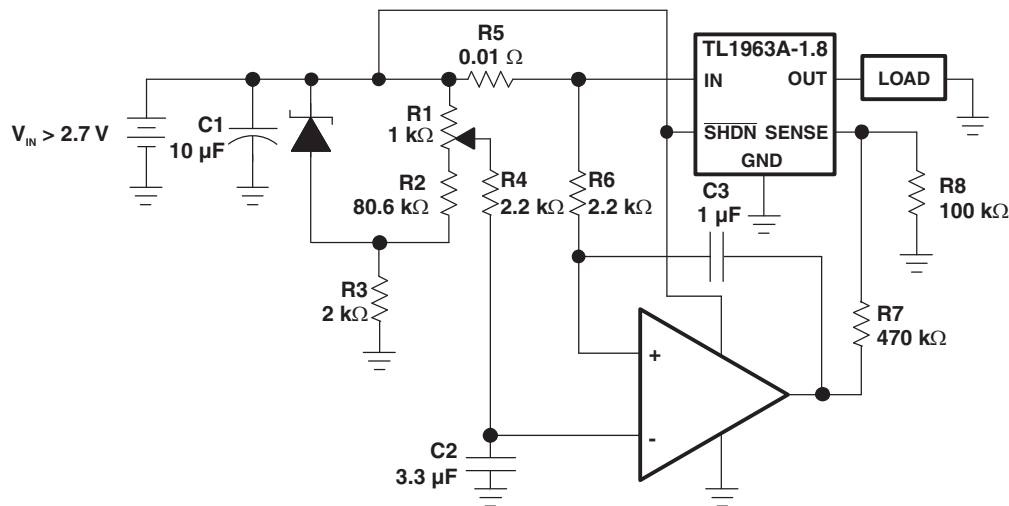 R5
0.01 Ω
TL1963A-1.8
IN
OUT
LOAD
V_IN > 2.7 V
C1
10 µF
R1
1 kΩ
SHDN
SENSE
GND
R2
80.6 kΩ
R4
2.2 kΩ
R6
2.2 kΩ
C3
1 µF
R8
100 kΩ
R3
2 kΩ
R7
470 kΩ
+
-
C2
3.3 µF